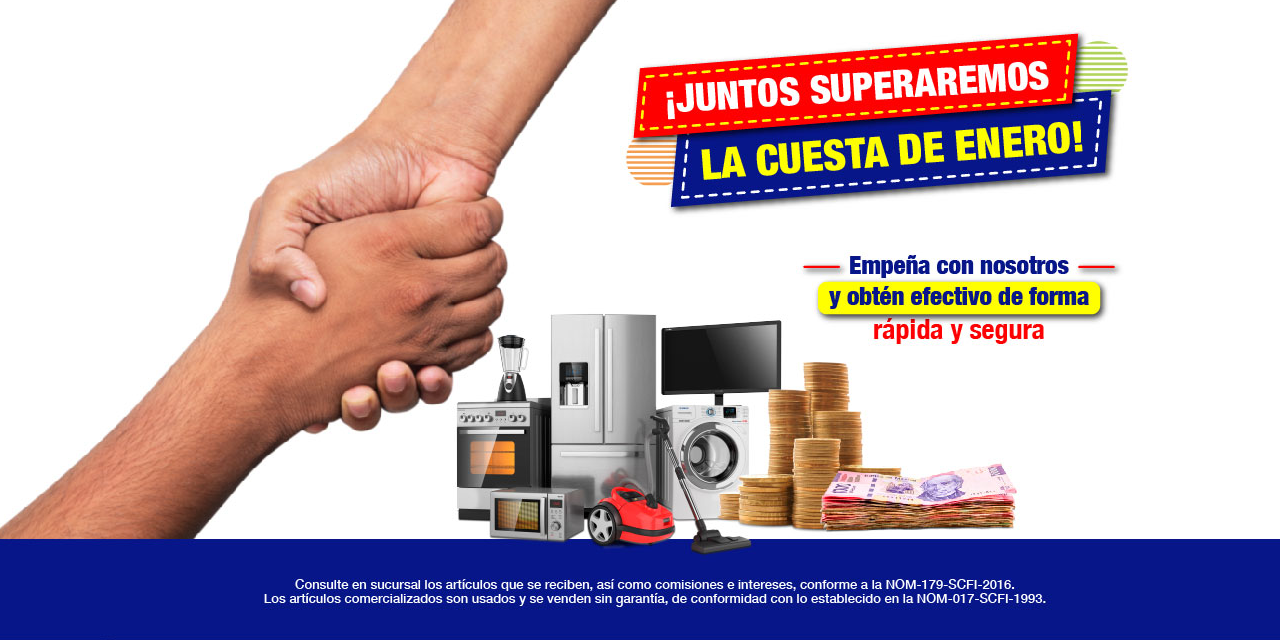 ¡JUNTOS SUPERAREMOS
LA CUESTA DE ENERO!
Empeña con nosotros
y obtén efectivo de forma
rápida y segura
Consulte en sucursal los artículos que se reciben, así como comisiones e intereses, conforme a la NOM-179-SCFI-2016.
Los artículos comercializados son usados y se venden sin garantía, de conformidad con lo establecido en la NOM-017-SCFI-1993.